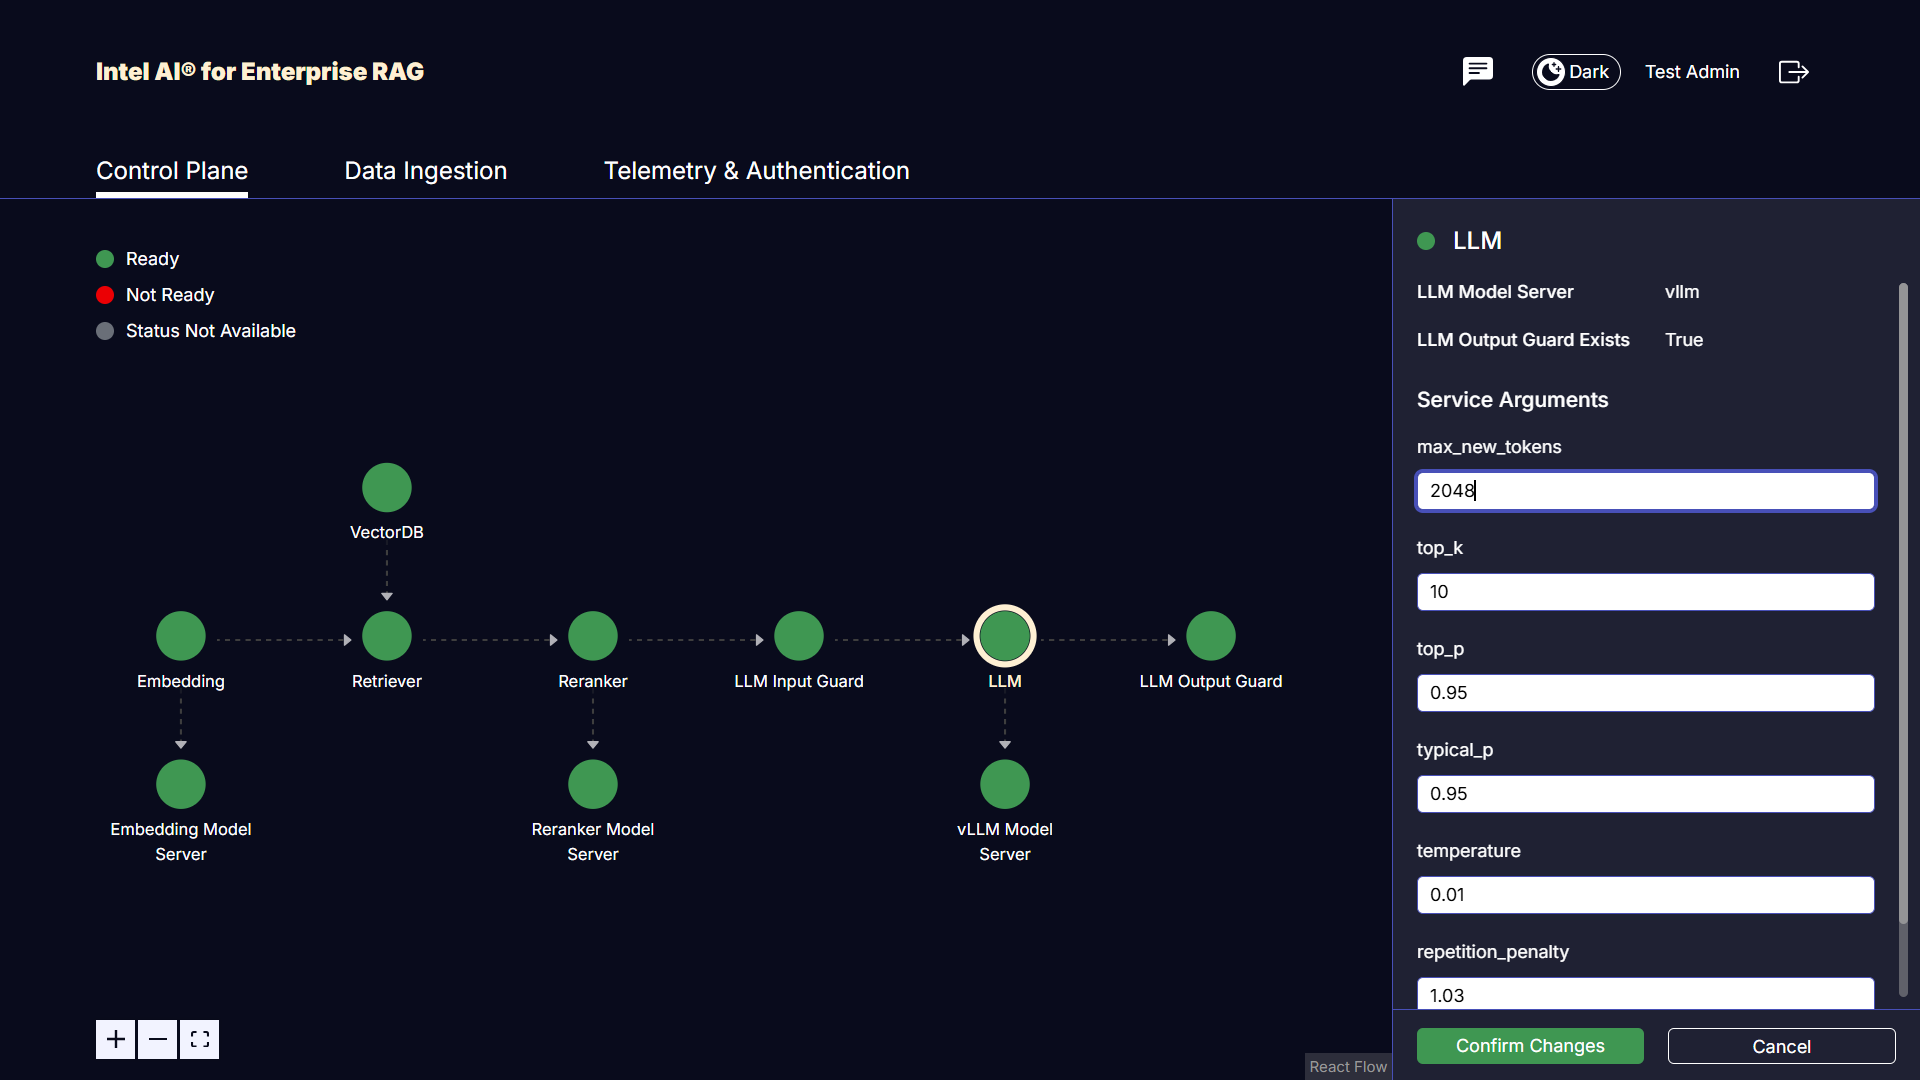 Intel AI® for Enterprise RAG
Dark
Test Admin
Control Plane
Data Ingestion
Telemetry & Authentication
Ready
Not Ready
Status Not Available
VectorDB
Embedding
Retriever
Reranker
LLM Input Guard
LLM
LLM Output Guard
Embedding Model
Server
Reranker Model
Server
vLLM Model
Server
React Flow
LLM
LLM Model Server
vllm
LLM Output Guard Exists
True
Service Arguments
max_new_tokens
2048
top_k
10
top_p
0.95
typical_p
0.95
temperature
0.01
repetition_penalty
1.03
Confirm Changes
Cancel